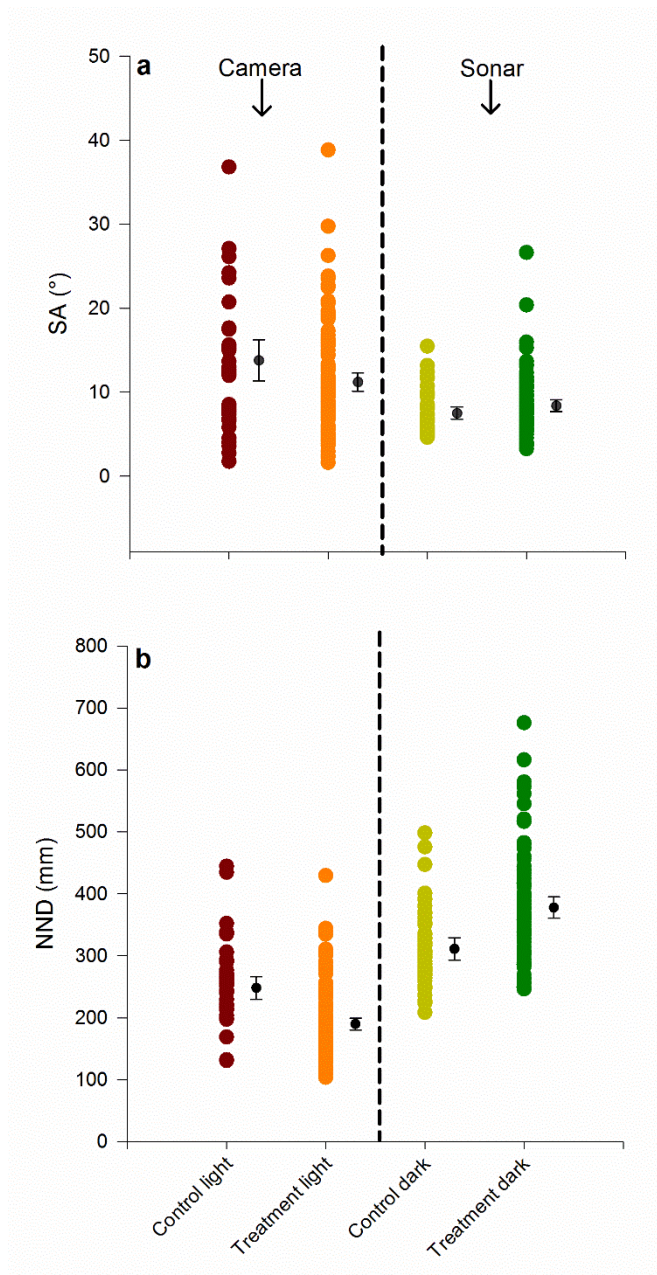 a
Camera
Sonar
50
40
30
20
10
0
SA (°)
b
800
700
600
500
400
300
200
100
0
NND (mm)
Control light
Treatment light
Control dark
Treatment dark